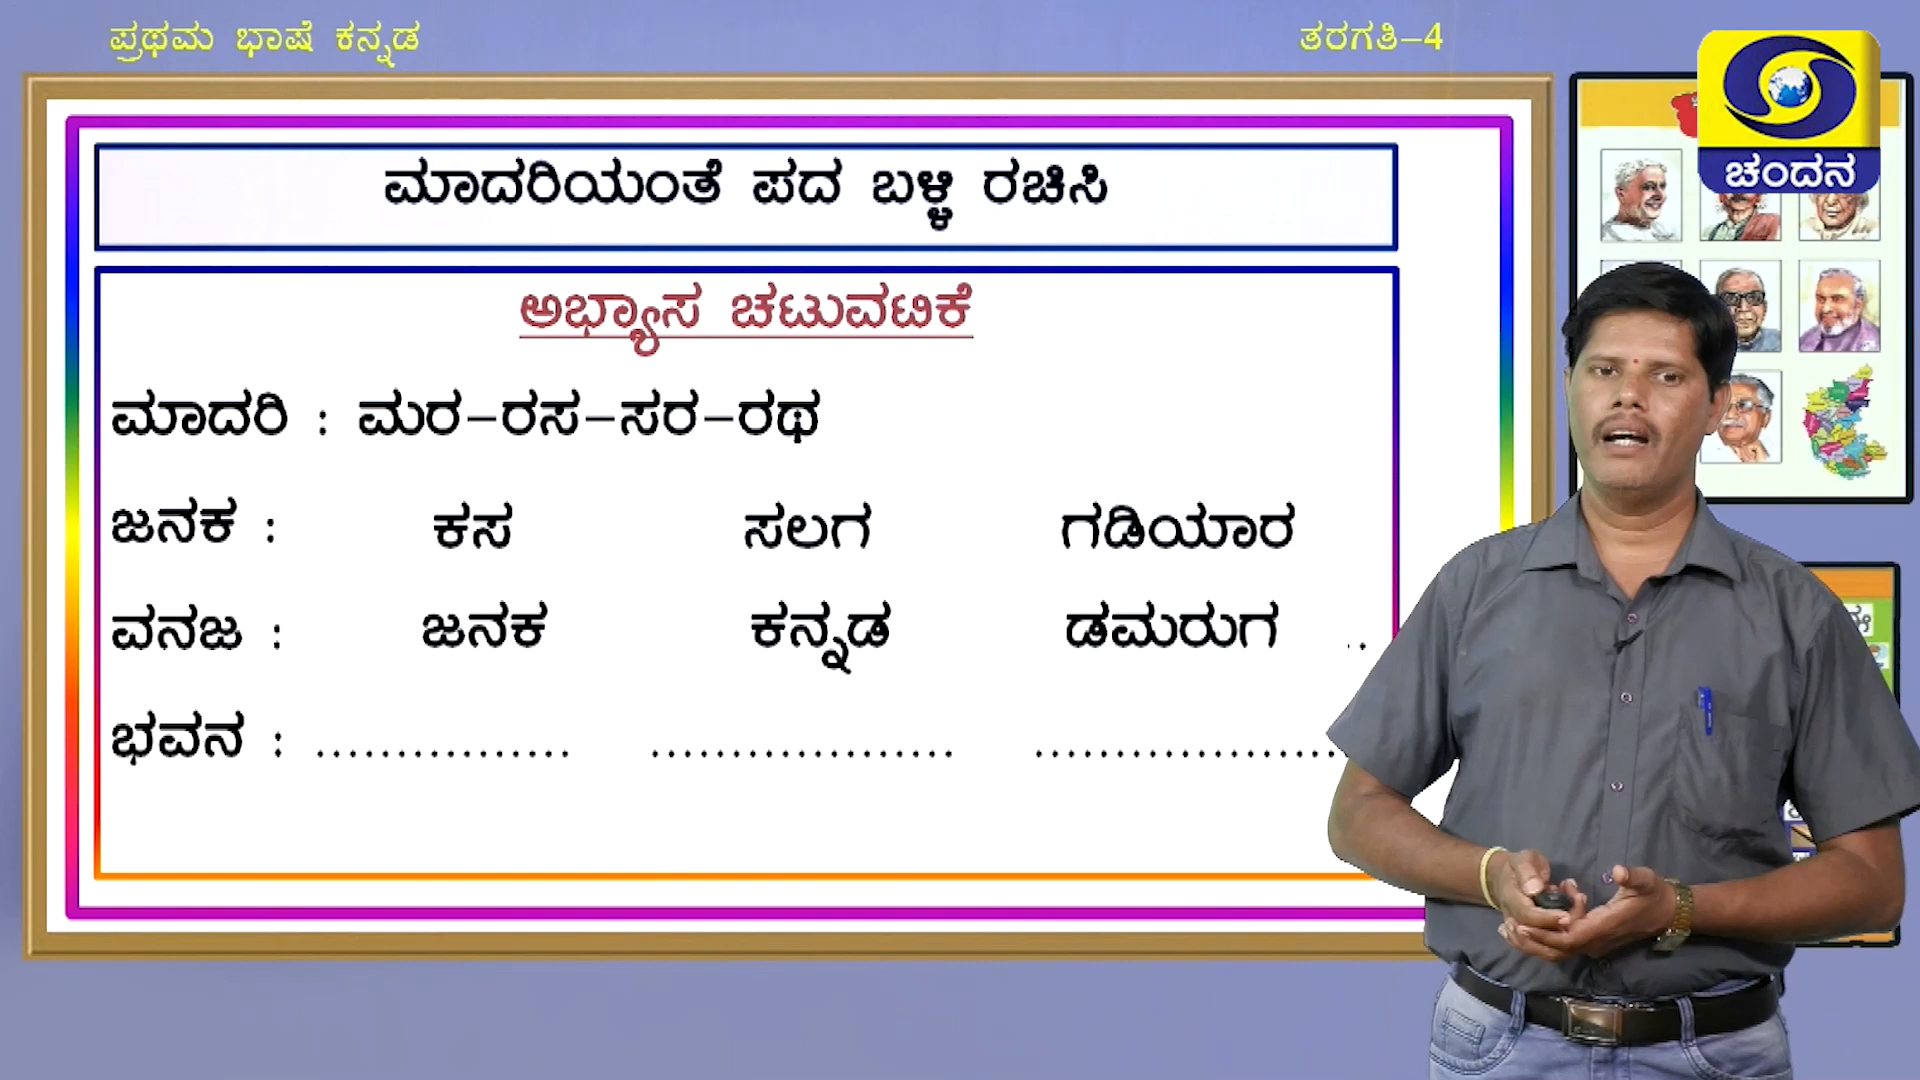 ಪ್ರಥಮ ಭಾಷೆ ಕನ್ನಡ
ತರಗತಿ-4
ಚಂದನ
ಮಾದರಿಯಂತೆ ಪದ ಬಳ್ಳಿ ರಚಿಸಿ
ಅಭ್ಯಾಸ ಚಟುವಟಿಕೆ
ಮಾದರಿ : ಮರ-ರಸ-ಸರ-ರಥ
ಜನಕ : ಕಸ ಸಲಗ ಗಡಿಯಾರ
ವನಜ : ಜನಕ ಕನ್ನಡ ಡಮರುಗ ..
ಭವನ : ................ ................... ....................